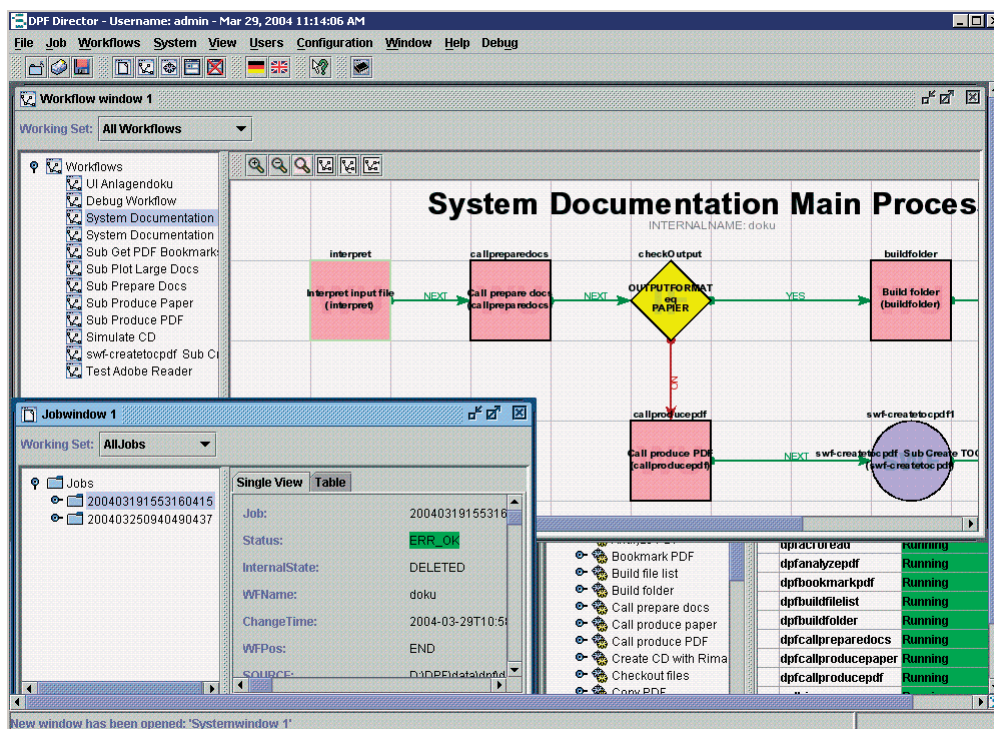 DPF Director - Username: admin - Mar 29, 2004 11:14:06 AM
File Job Workflows System View Users Configuration Window Help Debug
Workflow window 1
Working Set: All Workflows
Workflows
UI Anlagendoku
Debug Workflow
System Documentation
System Documentation
Sub Get PDF Bookmark
Sub Plot Large Docs
Sub Prepare Docs
Sub Produce Paper
Sub Produce PDF
Simulate CD
swf-createtocpdf Sub Cr
Test Adobe Reader
System Documentation Main Proces
INTERNALNAME: doku
interpret
callpreparedocs
checkOutput
buildfolder
Interpret input file
(interpret)
NEXT
Call prepare docs
(callpreparedocs
NEXT
OUTPUTFORMAT
eq
PAPIER
YES
Build folder
(buildfolder)
NO
callproducepdf
swf-createtocpdf1
Call produce PDF
(callproducepdf)
NEXT
swf-createtocpdf Sub Create TOC
(swf-createtocpdf)
Jobwindow 1
Working Set: AllJobs
Jobs
200403191553160415
200403250940490437
Single View Table
Job: 20040319155316
Status: ERR_OK
InternalState: DELETED
WFName: doku
ChangeTime: 2004-03-29T10:58
WFPos: END
SOURCE: D:\DPF\data\dpf\d
Bookmark PDF
Build file list
Build folder
Call prepare docs
Call produce paper
Call produce PDF
Create CD with Rima
Checkout files
Copy PDF
dpfacroread Running
dpfanalyzepdf Running
dpfbookmarkpdf Running
dpfbuildfilelist Running
dpfbuildfolder Running
dpfcallpreparedocs Running
dpfcallproducepaper Running
dpfcallproducepdf Running
New window has been opened: 'Systemwindow 1'